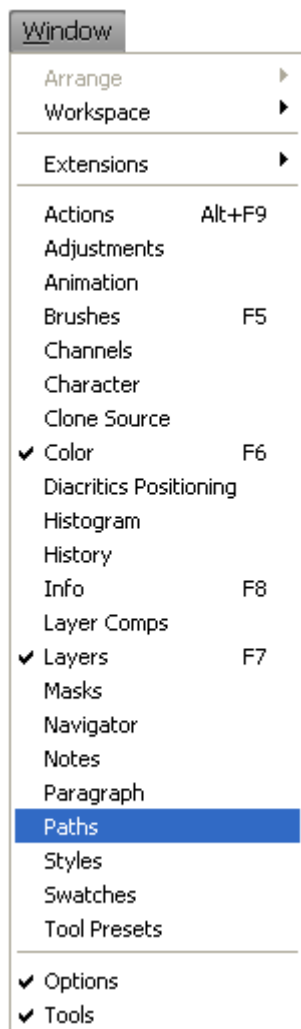 Window
Arrange
Workspace
Extensions
Actions Alt+F9
Adjustments
Animation
Brushes F5
Channels
Character
Clone Source
Color F6
Diacritics Positioning
Histogram
History
Info F8
Layer Comps
Layers F7
Masks
Navigator
Notes
Paragraph
Paths
Styles
Swatches
Tool Presets
Options
Tools